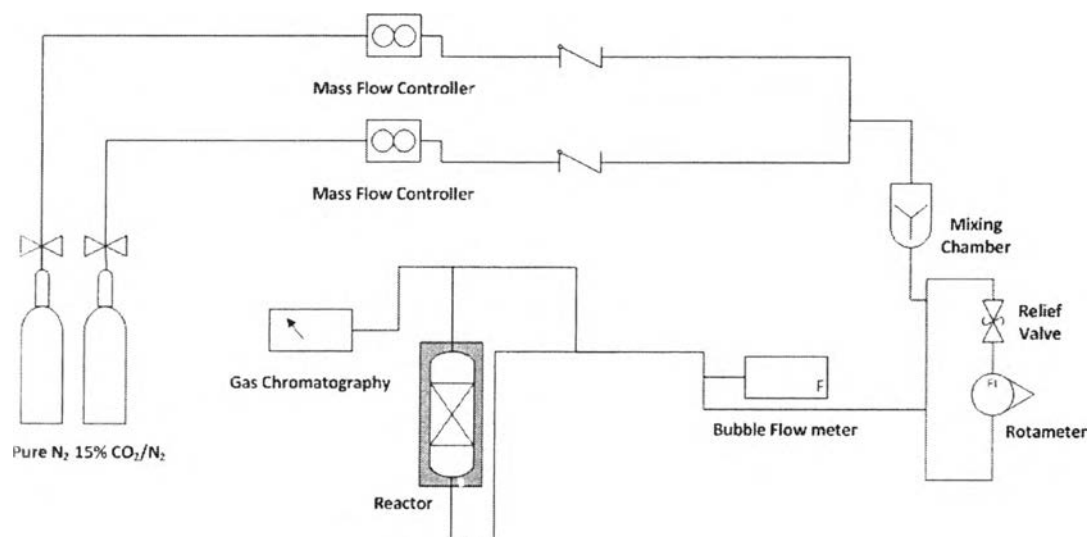 Mass Flow Controller
Mass Flow Controller
Mixing
Chamber
Relief
Valve
Gas Chromatography
F
FI
Bubble Flow meter
Rotameter
Pure N₂ 15% CO₂/N₂
Reactor